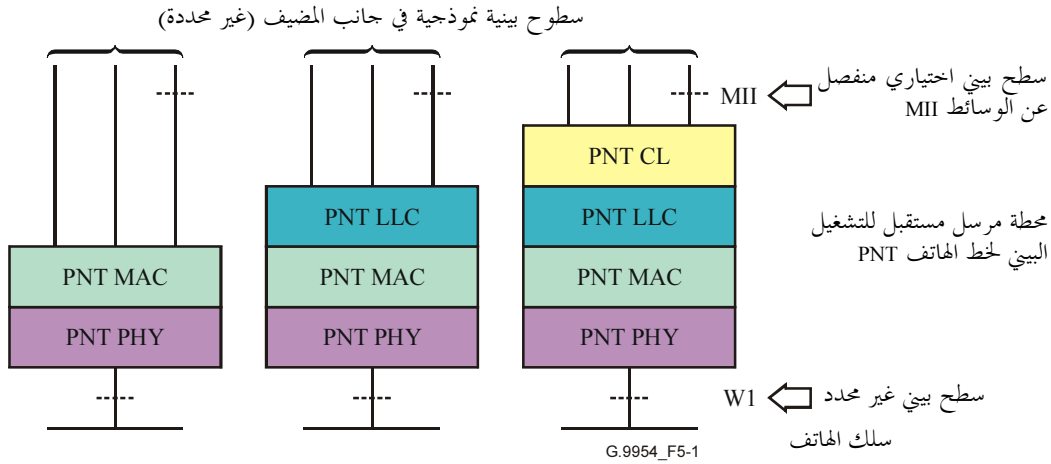 سطوح بينية نموذجية في جانب المضيف (غير محددة)
سطح بيني اختياري منفصل
عن الوسائط MII
MII
PNT CL
PNT LLC
PNT LLC
محطة مرسل مستقبل للتشغيل
البيني لخط الهاتف PNT
PNT MAC
PNT MAC
PNT MAC
PNT PHY
PNT PHY
PNT PHY
W1
سطح بيني غير محدد
سلك الهاتف
G.9954_F5-1